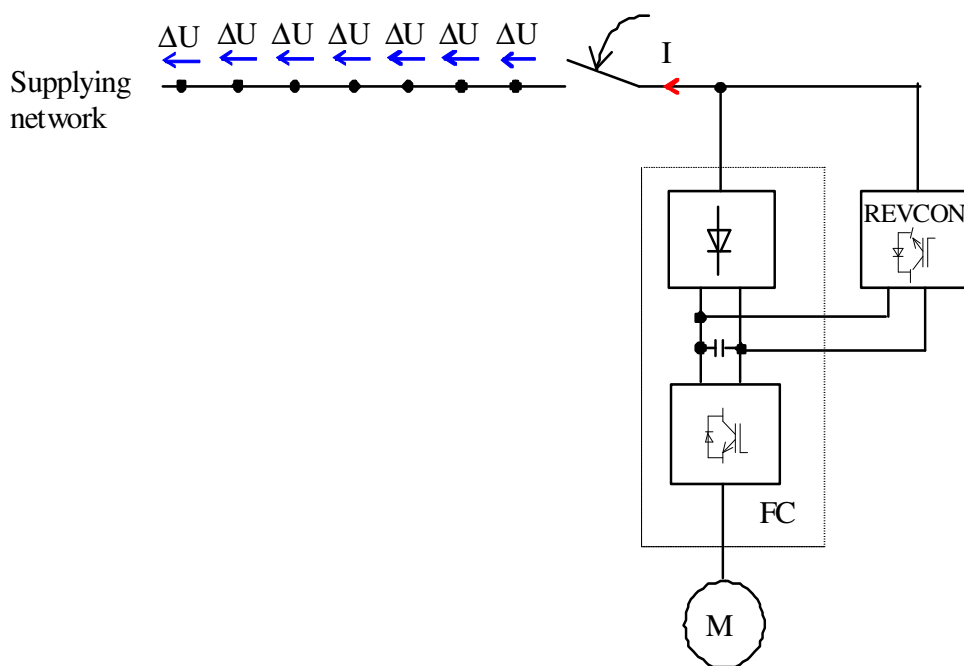 ΔU ΔU ΔU ΔU ΔU ΔU ΔU
I
Supplying
network
REVCON
FC
M